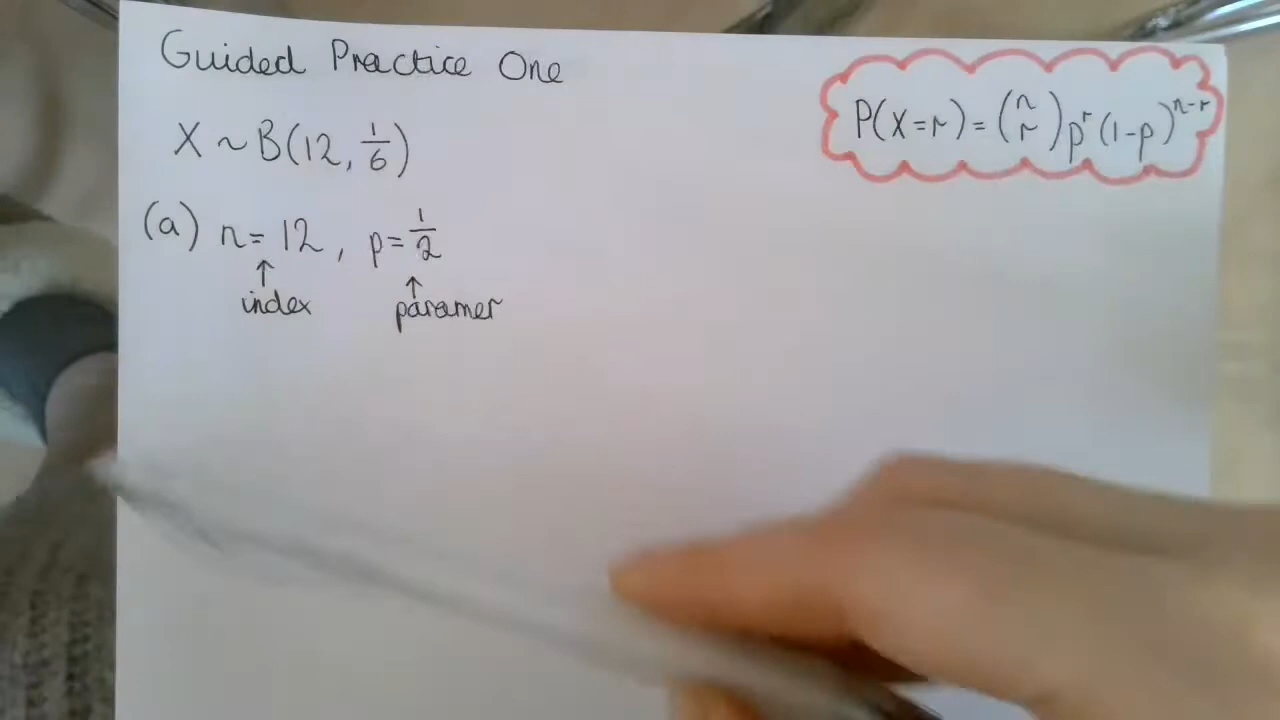 Guided Practice One
P(X=r) = (n r) p^r (1-p)^n-r
X ~ B(12, 1/6)
(a) n = 12, p = 1/2
↑ index ↑ paramer